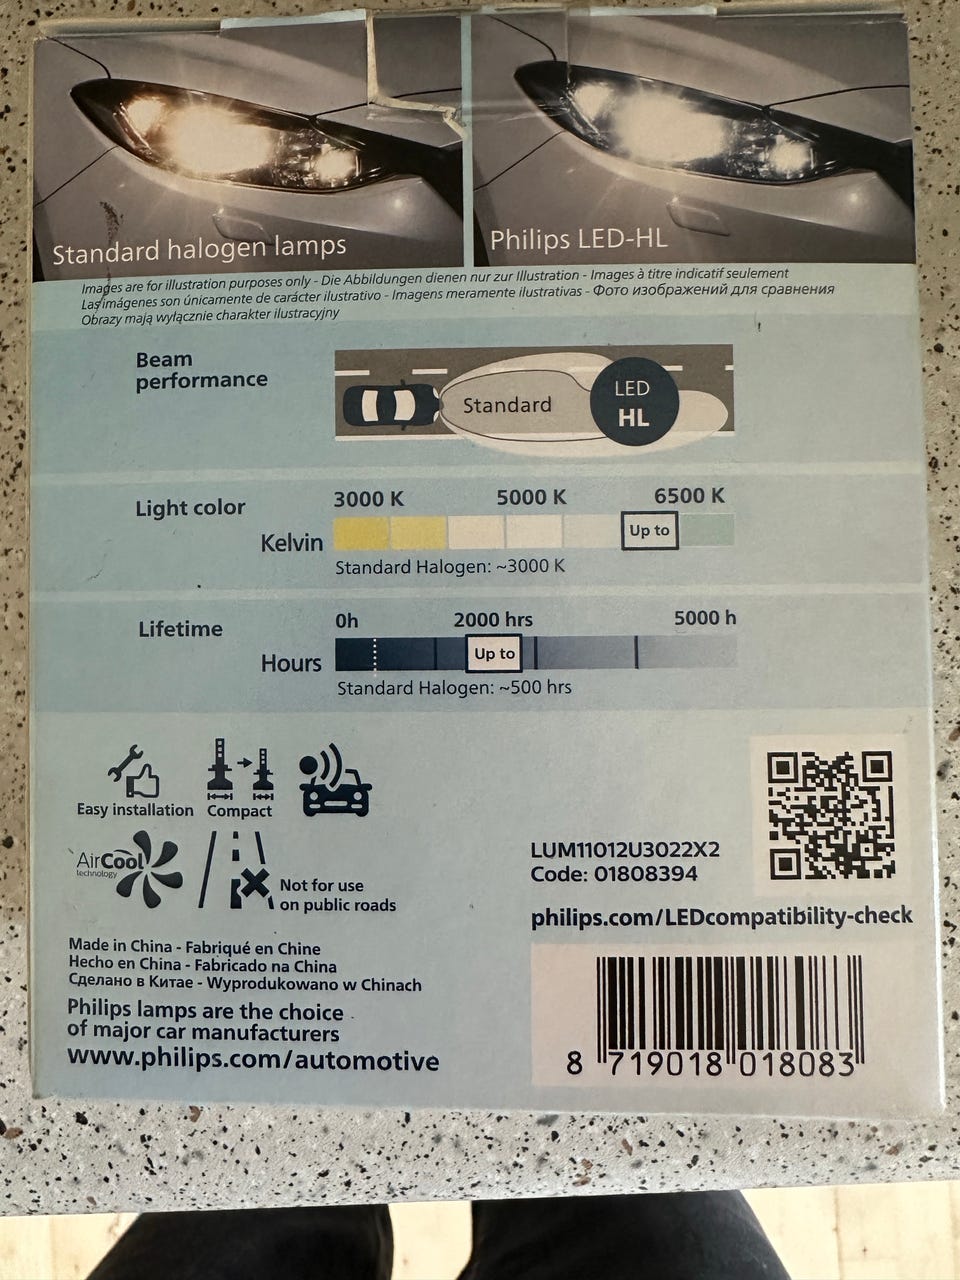 Standard halogen lamps
Philips LED-HL
Images are for illustration purposes only - Die Abbildungen dienen nur zur Illustration - Images à titre indicatif seulement
Las imágenes son únicamente de carácter ilustrativo - Imagens meramente ilustrativas - Фото изображений для сравнения
Obrazy mają wyłącznie charakter ilustracyjny
Beam
performance
Standard
LED
HL
Light color
3000 K 5000 K 6500 K
Kelvin
Up to
Standard Halogen: ~3000 K
Lifetime
0h 2000 hrs 5000 h
Hours
Up to
Standard Halogen: ~500 hrs
Easy installation
Compact
AirCool
technology
Not for use
on public roads
LUM11012U3022X2
Code: 01808394
philips.com/LEDcompatibility-check
Made in China - Fabriqué en Chine
Hecho en China - Fabricado na China
Сделано в Китае - Wyprodukowano w Chinach
Philips lamps are the choice
of major car manufacturers
www.philips.com/automotive
8 719018 018083